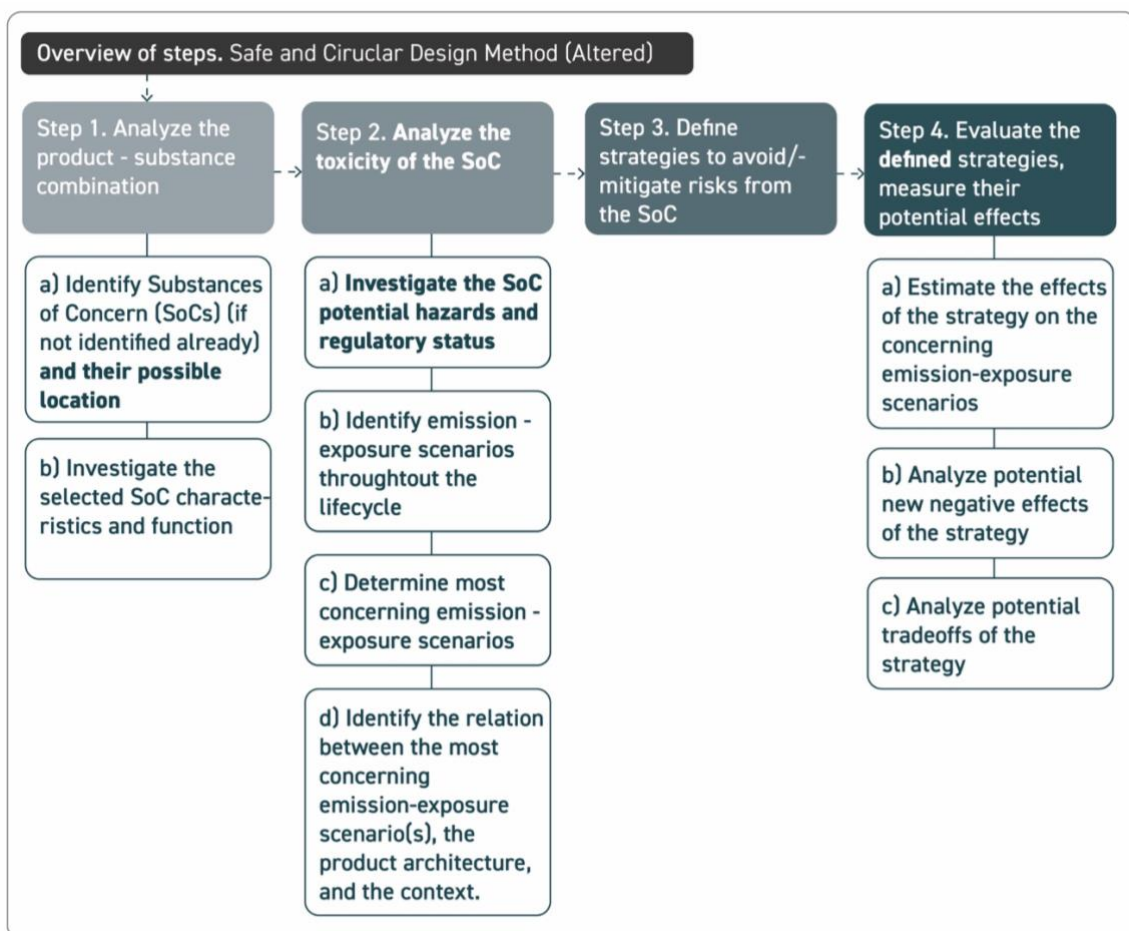 Overview of steps. Safe and Ciruclar Design Method (Altered)
Step 1. Analyze the
product - substance
combination
a) Identify Substances
of Concern (SoCs) (if
not identified already)
and their possible
location
b) Investigate the
selected SoC characte-
ristics and function
Step 2. Analyze the
toxicity of the SoC
a) Investigate the SoC
potential hazards and
regulatory status
b) Identify emission -
exposure scenarios
throughtout the
lifecycle
c) Determine most
concerning emission -
exposure scenarios
d) Identify the relation
between the most
concerning
emission-exposure
scenario(s), the
product architecture,
and the context.
Step 3. Define
strategies to avoid/-
mitigate risks from
the SoC
Step 4. Evaluate the
defined strategies,
measure their
potential effects
a) Estimate the effects
of the strategy on the
concerning
emission-exposure
scenarios
b) Analyze potential
new negative effects
of the strategy
c) Analyze potential
tradeoffs of the
strategy